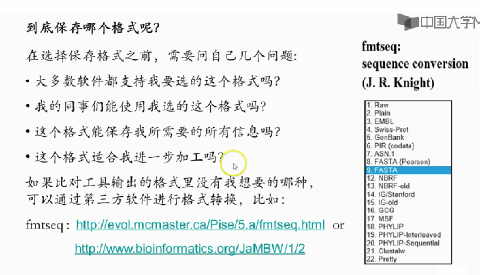 中国大学M
到底保存哪个格式呢?
在选择保存格式之前，需要问自己几个问题:
• 大多数软件都支持我要选的这个格式吗?
• 我的同事们能使用我选的这个格式吗?
• 这个格式能保存我所需要的所有信息吗?
• 这个格式适合我进一步加工吗?
如果比对工具输出的格式里没有我想要的哪种，
可以通过第三方软件进行格式转换，比如:
fmtseq: http://evol.mcmaster.ca/Pise/5.a/fmtseq.html or
http://www.bioinformatics.org/JaMBW/1/2
fmtseq:
sequence conversion
(J. R. Knight)
1. Raw
2. Plain
3. EMBL
4. Swiss-Prot
5. GenBank
6. PIR (codata)
7. ASN.1
8. FASTA (Pearson)
9. FASTA
12. NBRF
13. NBRF-old
14. IG/Stanford
15. IG-old
16. GCG
17. MSF
18. PHYLIP
19. PHYLIP-Interleaved
20. PHYLIP-Sequential
21. Clustalw
22. Pretty